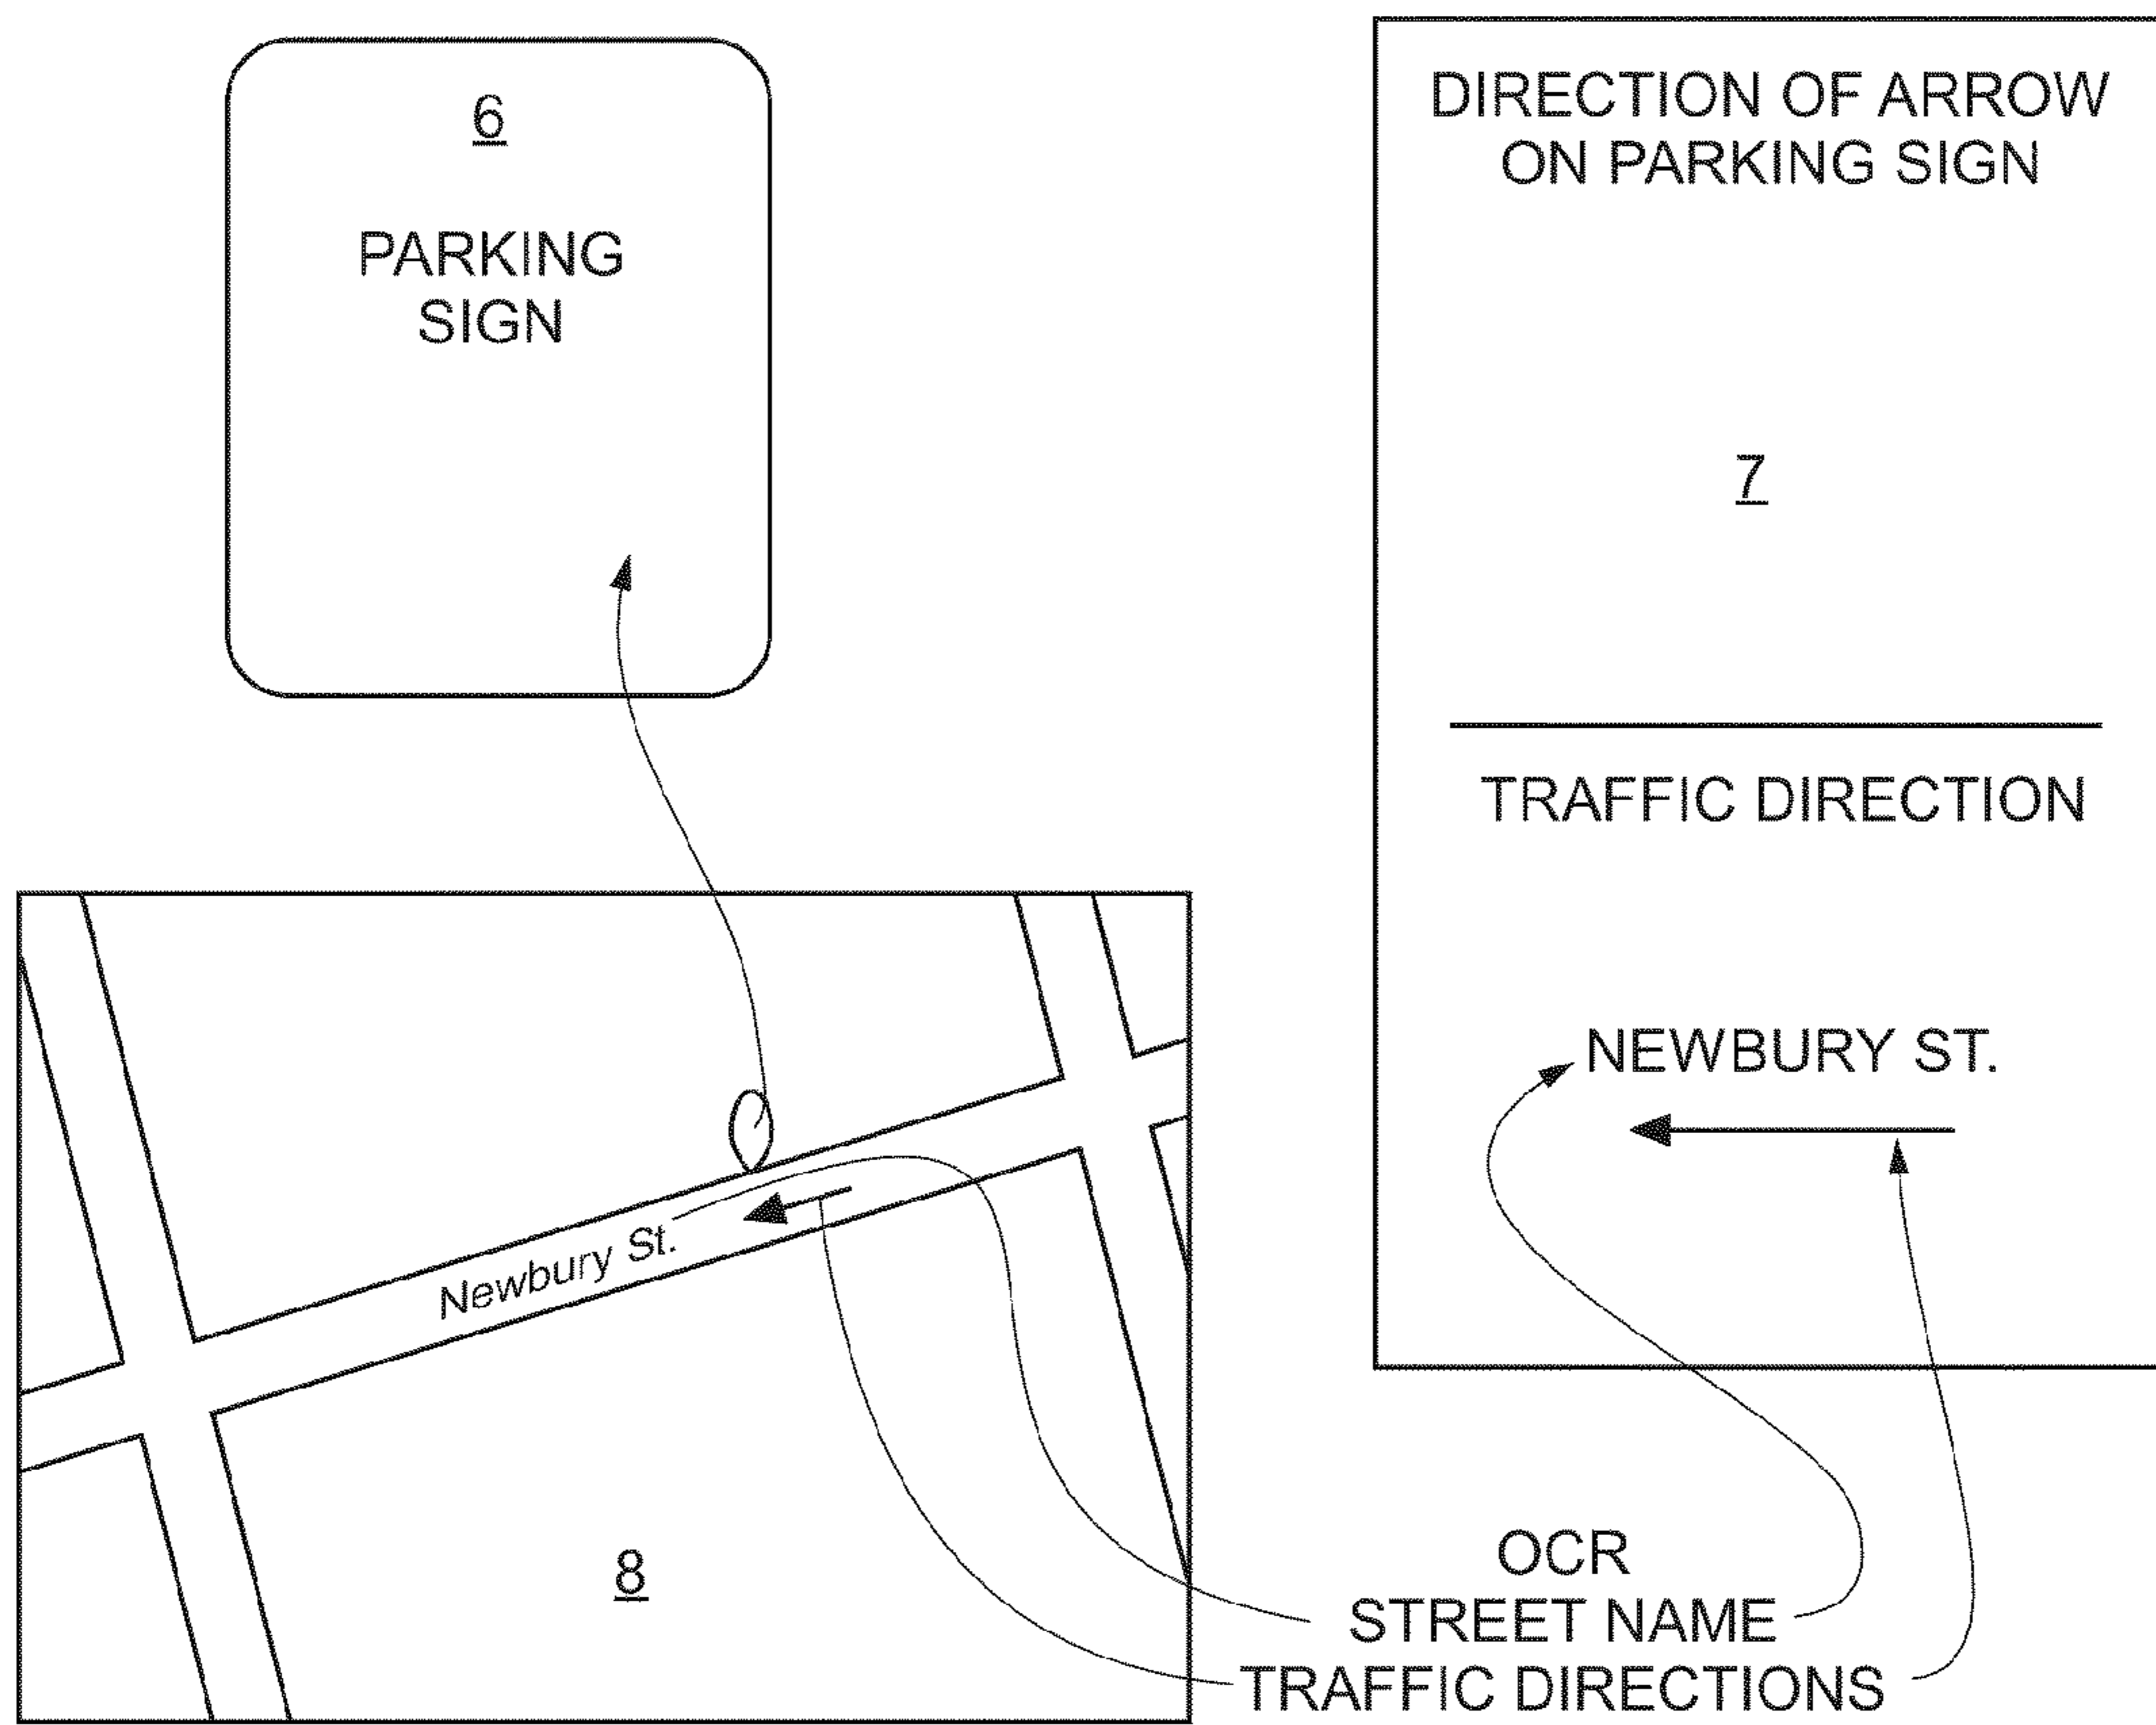 6
PARKING
SIGN
DIRECTION OF ARROW
ON PARKING SIGN
7
TRAFFIC DIRECTION
NEWBURY ST.
Newbury St.
8
OCR
STREET NAME
TRAFFIC DIRECTIONS